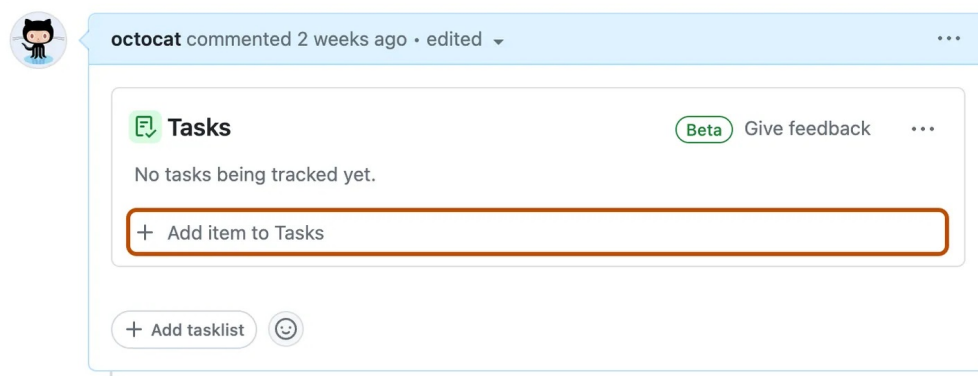 octocat commented 2 weeks ago • edited
Tasks
Beta Give feedback
No tasks being tracked yet.
+ Add item to Tasks
+ Add tasklist